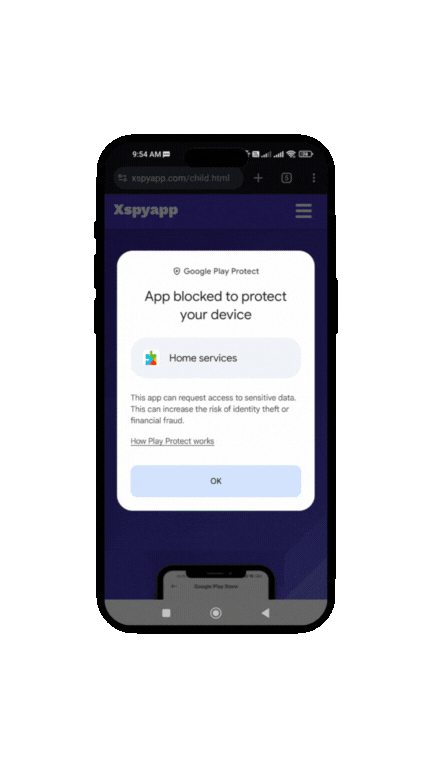 9:54 AM
xspyapp.com/child.html
Xspyapp
Google Play Protect
App blocked to protect
your device
Home services
This app can request access to sensitive data.
This can increase the risk of identity theft or
financial fraud.
How Play Protect works
OK
Google Play Store